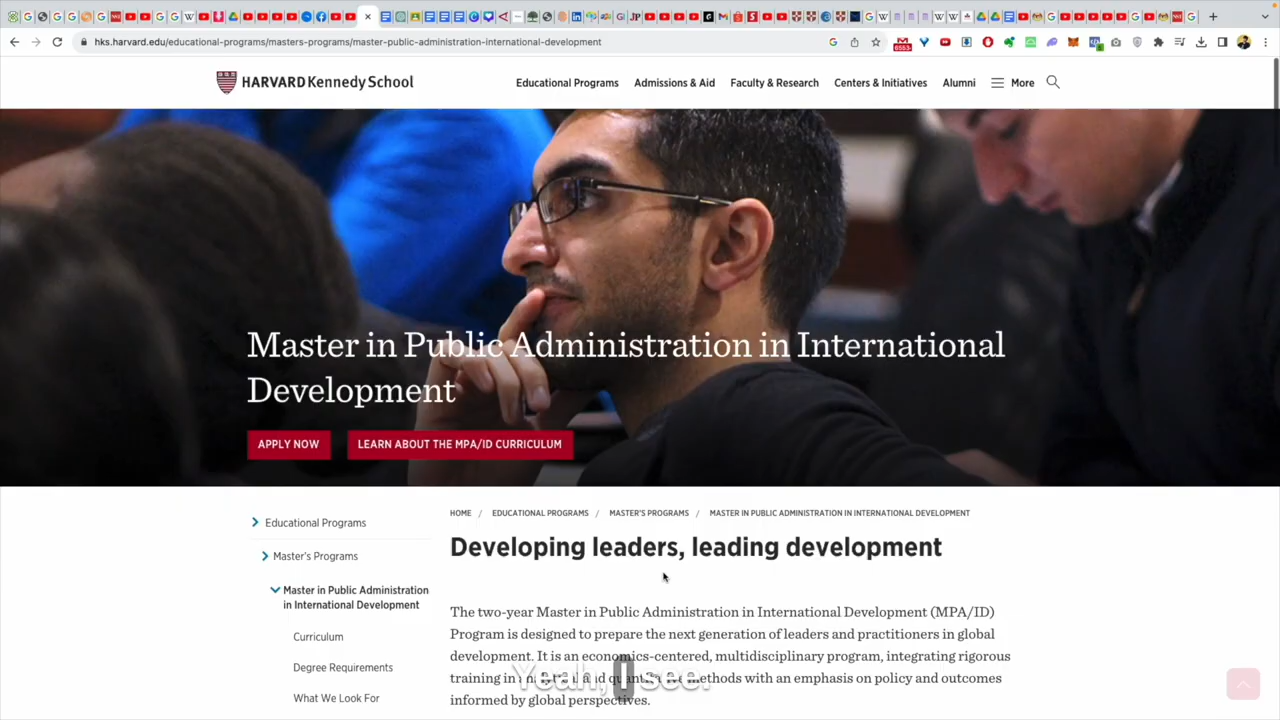 hks.harvard.edu/educational-programs/masters-programs/master-public-administration-international-development
6553
HARVARD Kennedy School
Educational Programs
Admissions & Aid
Faculty & Research
Centers & Initiatives
Alumni
More
Master in Public Administration in International
Development
APPLY NOW
LEARN ABOUT THE MPA/ID CURRICULUM
HOME / EDUCATIONAL PROGRAMS / MASTER'S PROGRAMS / MASTER IN PUBLIC ADMINISTRATION IN INTERNATIONAL DEVELOPMENT
Educational Programs
Master's Programs
Master in Public Administration
in International Development
Curriculum
Degree Requirements
What We Look For
Developing leaders, leading development
The two-year Master in Public Administration in International Development (MPA/ID)
Program is designed to prepare the next generation of leaders and practitioners in global
development. It is an economics-centered, multidisciplinary program, integrating rigorous
training in analytical and quantitative methods with an emphasis on policy and outcomes
informed by global perspectives.
Yeah, I see.